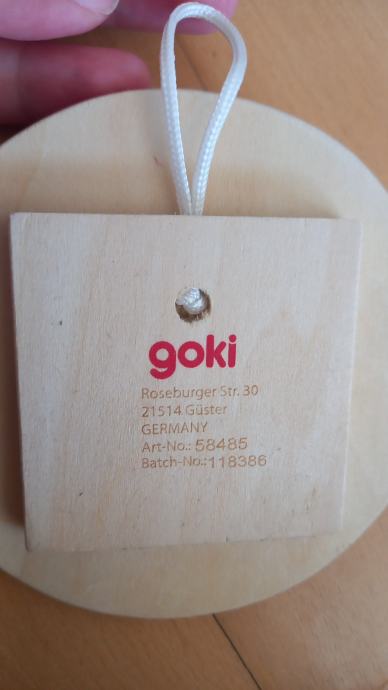 goki
Roseburger Str. 30
21514 Güster
GERMANY
Art-No.: 58485
Batch-No.:118386